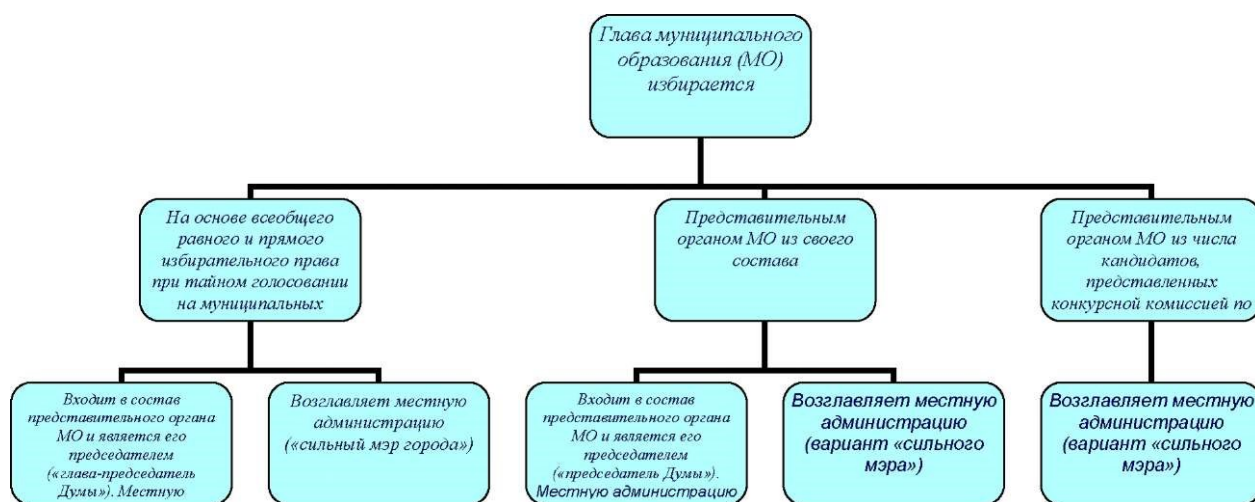 Глава муниципального
образования (МО)
избирается
На основе всеобщего
равного и прямого
избирательного права
при тайном голосовании
на муниципальных
Представительным
органом МО из своего
состава
Представительным
органом МО из числа
кандидатов,
представленных
конкурсной комиссией по
Входит в состав
представительного органа
МО и является его
председателем
(«глава-председатель
Думы»). Местную
Возглавляет местную
администрацию
(«сильный мэр города»)
Входит в состав
представительного органа
МО и является его
председателем
(«председатель Думы»).
Местную администрацию
Возглавляет местную
администрацию
(вариант «сильного
мэра»)
Возглавляет местную
администрацию
(вариант «сильного
мэра»)